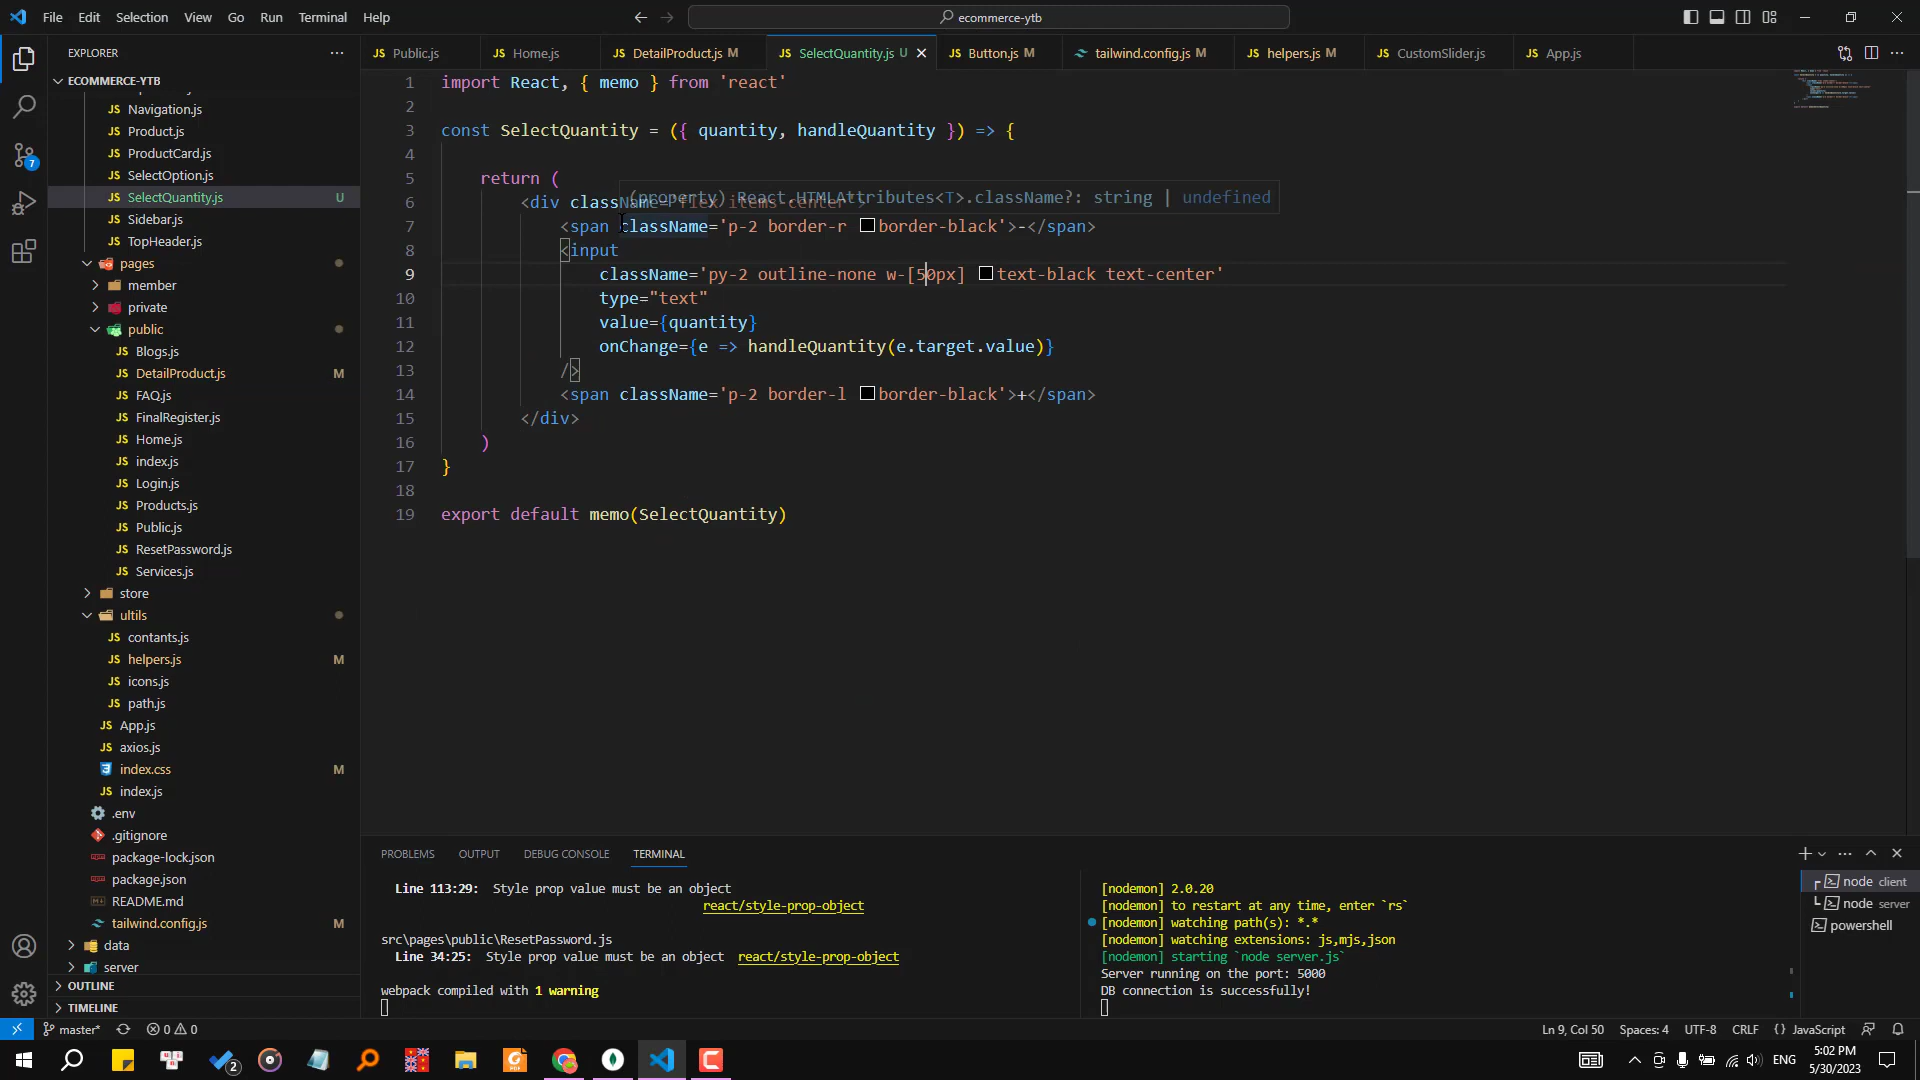 File Edit Selection View Go Run Terminal Help
ecommerce-ytb
EXPLORER
ECOMMERCE-YTB
Navigation.js
Product.js
ProductCard.js
SelectOption.js
SelectQuantity.js U
Sidebar.js
TopHeader.js
pages
member
private
public
Blogs.js
DetailProduct.js M
FAQ.js
FinalRegister.js
Home.js
index.js
Login.js
Products.js
Public.js
ResetPassword.js
Services.js
store
ultils
contants.js
helpers.js M
icons.js
path.js
App.js
axios.js
index.css M
index.js
.env
.gitignore
package-lock.json
package.json
README.md
tailwind.config.js M
data
server
OUTLINE
TIMELINE
Public.js Home.js DetailProduct.js M SelectQuantity.js U Button.js M tailwind.config.js M helpers.js M CustomSlider.js App.js
1 import React, { memo } from 'react'
2
3 const SelectQuantity = ({ quantity, handleQuantity }) => {
4
5 return (
(property) React.HTMLAttributes<T>.className?: string | undefined
6 <div className='flex items-center'>
7 <span className='p-2 border-r border-black'>-</span>
8 <input
9 className='py-2 outline-none w-[50px] text-black text-center'
10 type="text"
11 value={quantity}
12 onChange={e => handleQuantity(e.target.value)}
13 />
14 <span className='p-2 border-l border-black'>+</span>
15 </div>
16 )
17 }
18
19 export default memo(SelectQuantity)
PROBLEMS OUTPUT DEBUG CONSOLE TERMINAL
Line 113:29: Style prop value must be an object
react/style-prop-object
src\pages\public\ResetPassword.js
Line 34:25: Style prop value must be an object react/style-prop-object
webpack compiled with 1 warning
[nodemon] 2.0.20
[nodemon] to restart at any time, enter `rs`
[nodemon] watching path(s): *.*
[nodemon] watching extensions: js,mjs,json
[nodemon] starting `node server.js`
Server running on the port: 5000
DB connection is successfully!
node client
node server
powershell
master* 0 0
Ln 9, Col 50 Spaces: 4 UTF-8 CRLF JavaScript
2
7
ENG
5:02 PM
5/30/2023